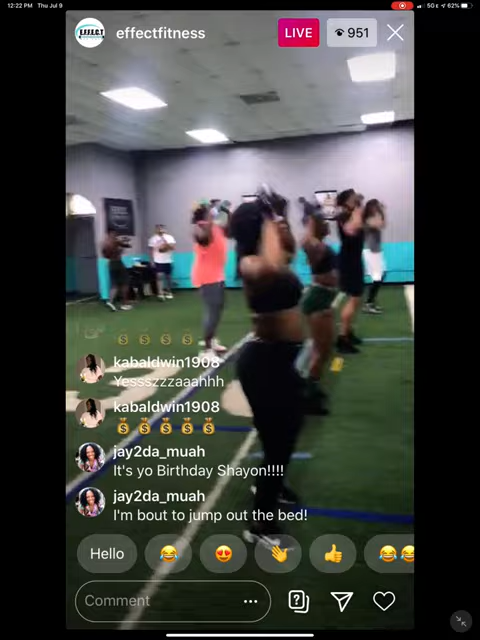 12:22 PM Thu Jul 9
5G E 62%
E.F.F.E.C.T
effectfitness
LIVE
951
kabaldwin1908
Yessszzzaaahhh
kabaldwin1908
jay2da_muah
It's yo Birthday Shayon!!!!
jay2da_muah
I'm bout to jump out the bed!
Hello
Comment